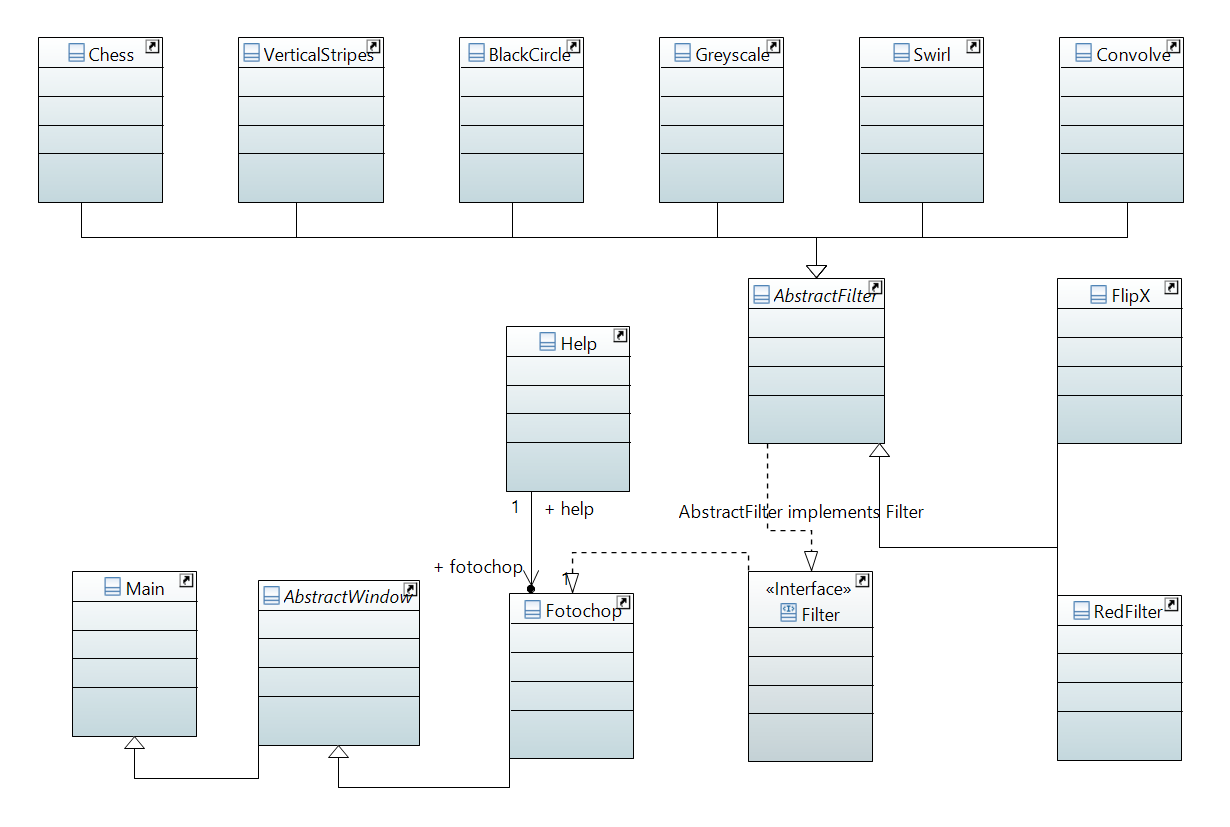 Chess
VerticalStripes
BlackCircle
Greyscale
Swirl
Convolve
AbstractFilter
FlipX
Help
1
+ help
AbstractFilter implements Filter
+ fotochop
1
Main
AbstractWindow
Fotochop
«Interface»
Filter
RedFilter